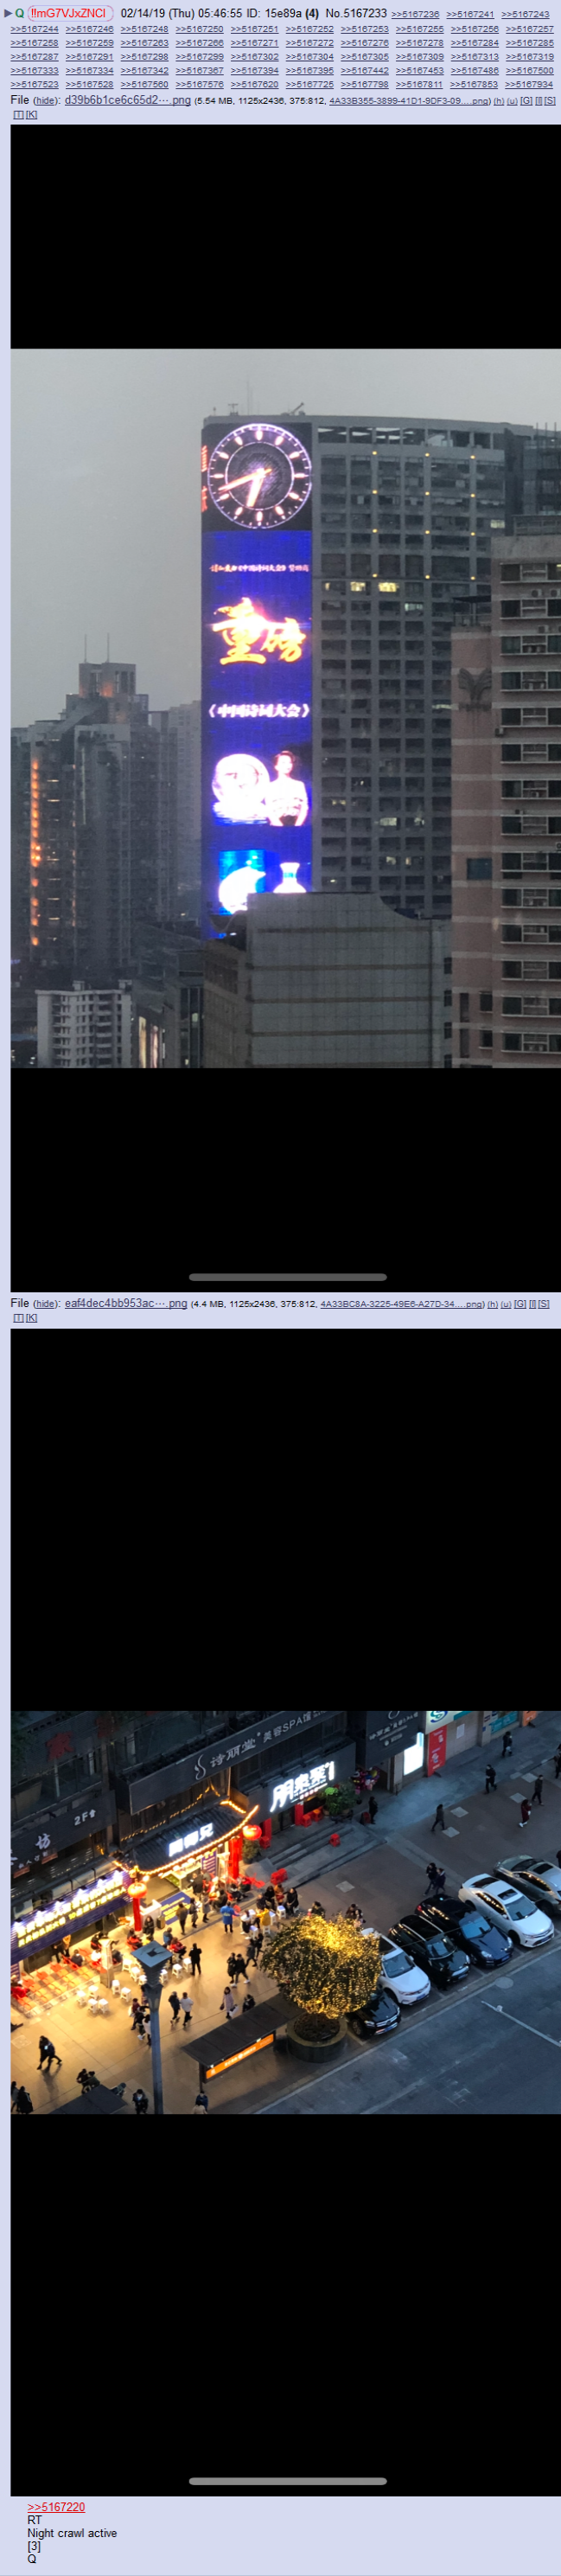 ▶ Q !!mG7VJxZNCI 02/14/19 (Thu) 05:46:55 ID: 15e89a (4) No.5167233 >>5167236 >>5167241 >>5167243
>>5167244 >>5167246 >>5167248 >>5167250 >>5167251 >>5167252 >>5167253 >>5167255 >>5167256 >>5167257
>>5167258 >>5167259 >>5167263 >>5167266 >>5167271 >>5167272 >>5167276 >>5167278 >>5167284 >>5167285
>>5167287 >>5167291 >>5167298 >>5167299 >>5167302 >>5167304 >>5167305 >>5167309 >>5167313 >>5167319
>>5167333 >>5167334 >>5167342 >>5167367 >>5167394 >>5167395 >>5167442 >>5167453 >>5167486 >>5167500
>>5167523 >>5167528 >>5167560 >>5167576 >>5167620 >>5167725 >>5167798 >>5167811 >>5167853 >>5167934
File (hide): d39b6b1ce6c65d2⋯.png (5.54 MB, 1125x2436, 375:812, 4A33B355-3899-41D1-9DF3-09….png) (h) (u) [G] [I] [S]
[T] [K]
重磅
《中国诗词大会》
File (hide): eaf4dec4bb953ac⋯.png (4.4 MB, 1125x2436, 375:812, 4A33BC8A-3225-49E6-A27D-34….png) (h) (u) [G] [I] [S]
[T] [K]
诗丽堂 美容SPA馆
2F
坊
>>5167220
RT
Night crawl active
[3]
Q